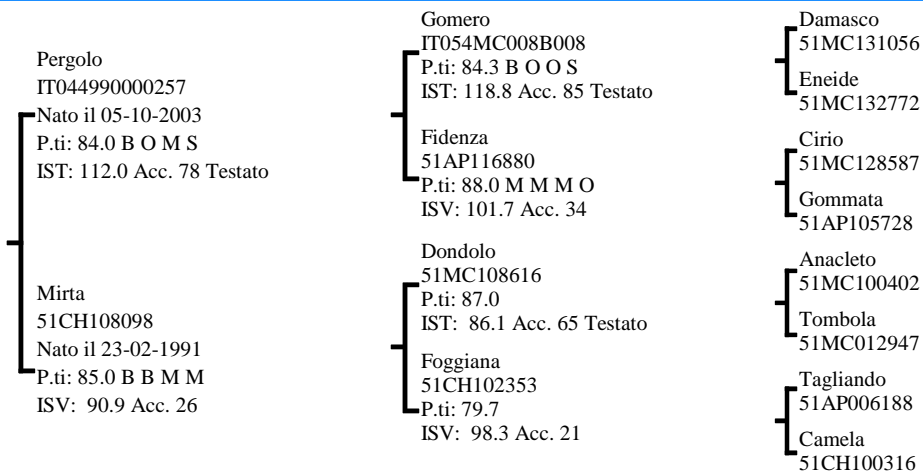 Pergolo
IT044990000257
Nato il 05-10-2003
P.ti: 84.0 B O M S
IST: 112.0 Acc. 78 Testato
Mirta
51CH108098
Nato il 23-02-1991
P.ti: 85.0 B B M M
ISV: 90.9 Acc. 26
Gomero
IT054MC008B008
P.ti: 84.3 B O O S
IST: 118.8 Acc. 85 Testato
Fidenza
51AP116880
P.ti: 88.0 M M M O
ISV: 101.7 Acc. 34
Dondolo
51MC108616
P.ti: 87.0
IST: 86.1 Acc. 65 Testato
Foggiana
51CH102353
P.ti: 79.7
ISV: 98.3 Acc. 21
Damasco
51MC131056
Eneide
51MC132772
Cirio
51MC128587
Gommata
51AP105728
Anacleto
51MC100402
Tombola
51MC012947
Tagliando
51AP006188
Camela
51CH100316